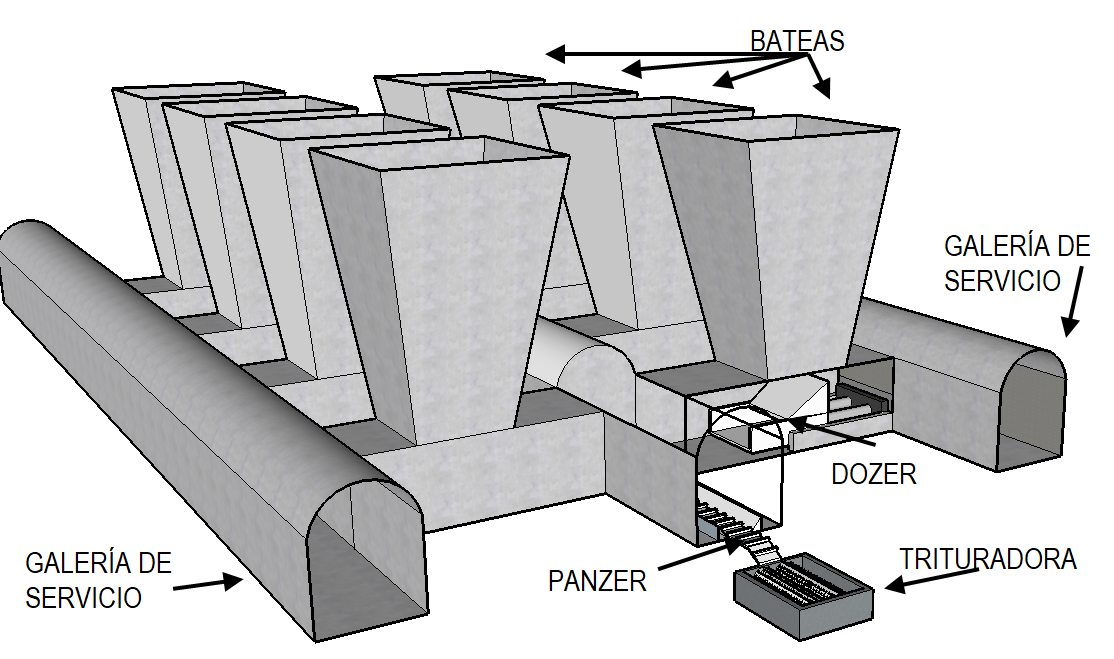 BATEAS
GALERÍA DE
SERVICIO
DOZER
TRITURADORA
PANZER
GALERÍA DE
SERVICIO